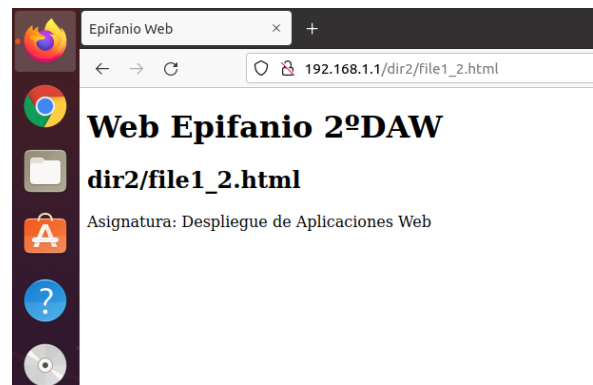 Epifanio Web
192.168.1.1/dir2/file1_2.html
Web Epifanio 2ºDAW
dir2/file1_2.html
Asignatura: Despliegue de Aplicaciones Web